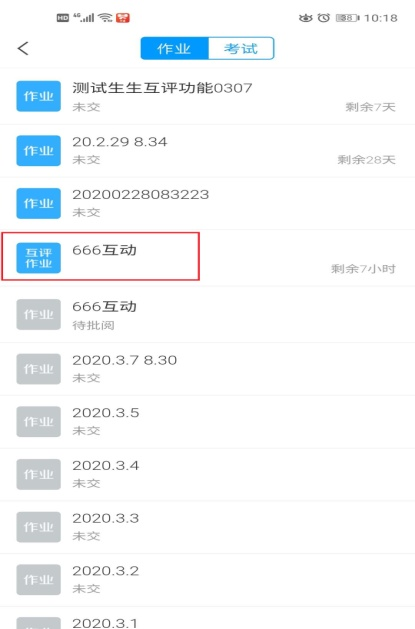 HD 46 88 10:18
作业 考试
作业 测试生生互评功能0307
未交 剩余7天
作业 20.2.29 8.34
未交 剩余28天
作业 20200228083223
未交
互评作业 666互动
剩余7小时
作业 666互动
待批阅
作业 2020.3.7 8.30
未交
作业 2020.3.5
未交
作业 2020.3.4
未交
作业 2020.3.3
未交
作业 2020.3.2
未交
2020.3.1